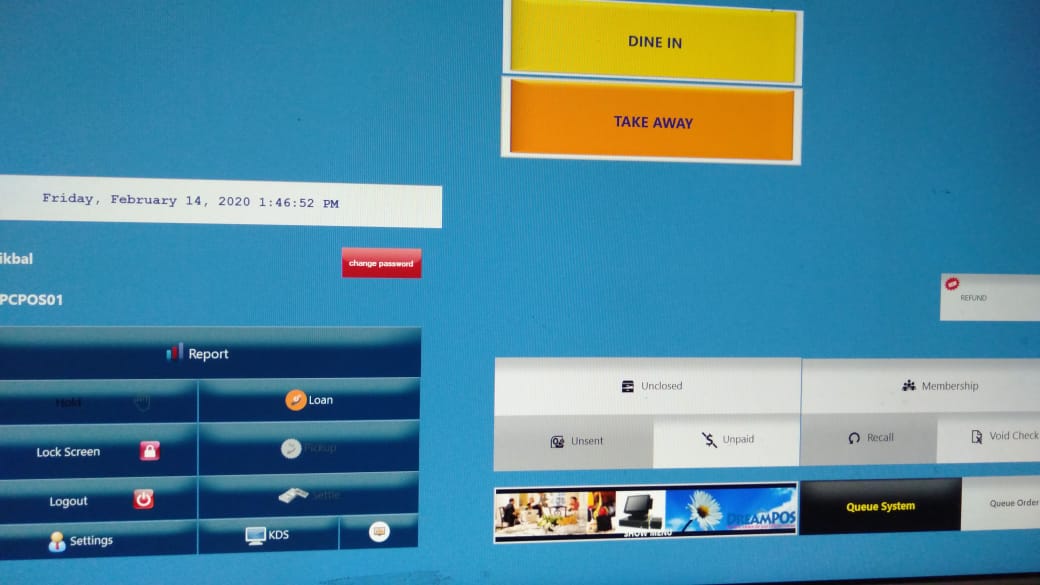 DINE IN
TAKE AWAY
Friday, February 14, 2020 1:46:52 PM
ikbal
change password
PCPOS01
REFUND
Report
Unclosed
Membership
Hold
Loan
Unsent
Unpaid
Recall
Void Check
Lock Screen
Pickup
Logout
Settle
DREAMPOS
SHOW MENU
Queue System
Queue Order
Settings
KDS